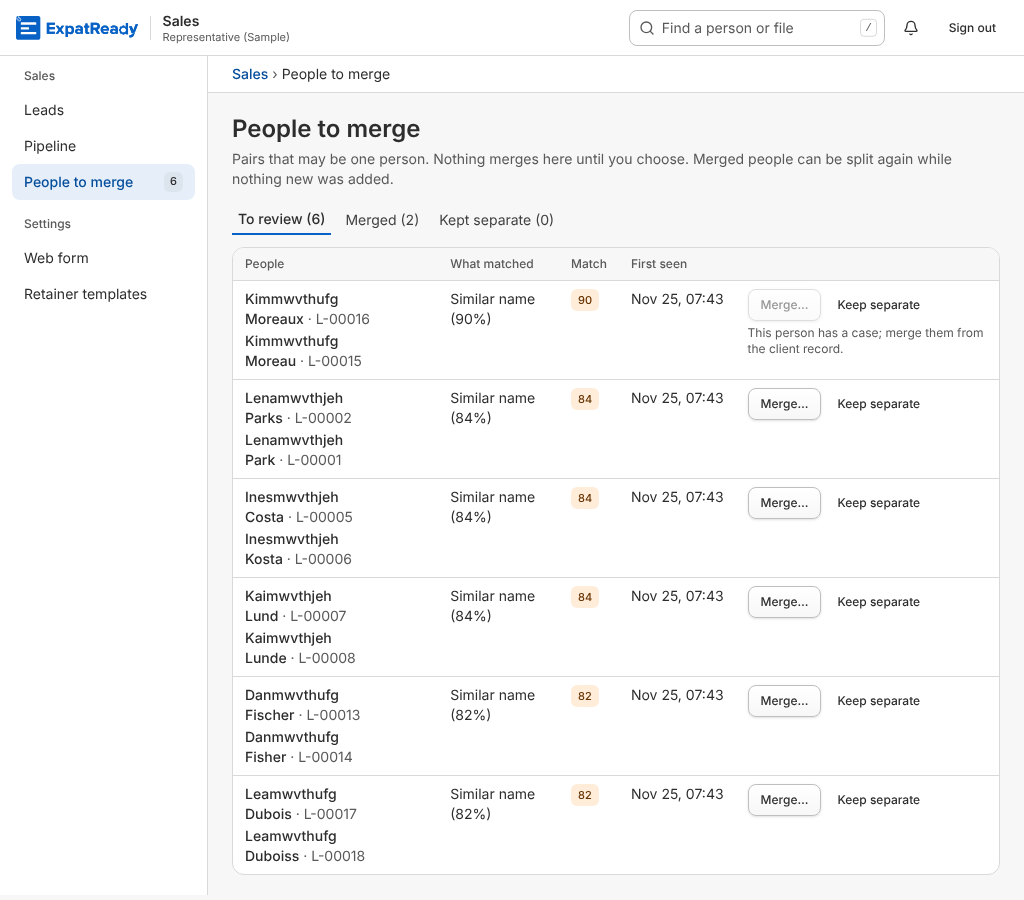 ExpatReady
Sales
Representative (Sample)
Find a person or file
/
Sign out
Sales
Leads
Pipeline
People to merge 6
Settings
Web form
Retainer templates
Sales › People to merge
People to merge
Pairs that may be one person. Nothing merges here until you choose. Merged people can be split again while
nothing new was added.
To review (6) Merged (2) Kept separate (0)
People What matched Match First seen
Kimmwvthufg
Moreaux · L-00016
Kimmwvthufg
Moreau · L-00015
Similar name
(90%)
90
Nov 25, 07:43
Merge... Keep separate
This person has a case; merge them from
the client record.
Lenamwvthjeh
Parks · L-00002
Lenamwvthjeh
Park · L-00001
Similar name
(84%)
84
Nov 25, 07:43
Merge... Keep separate
Inesmwvthjeh
Costa · L-00005
Inesmwvthjeh
Kosta · L-00006
Similar name
(84%)
84
Nov 25, 07:43
Merge... Keep separate
Kaimwvthjeh
Lund · L-00007
Kaimwvthjeh
Lunde · L-00008
Similar name
(84%)
84
Nov 25, 07:43
Merge... Keep separate
Danmwvthufg
Fischer · L-00013
Danmwvthufg
Fisher · L-00014
Similar name
(82%)
82
Nov 25, 07:43
Merge... Keep separate
Leamwvthufg
Dubois · L-00017
Leamwvthufg
Duboiss · L-00018
Similar name
(82%)
82
Nov 25, 07:43
Merge... Keep separate